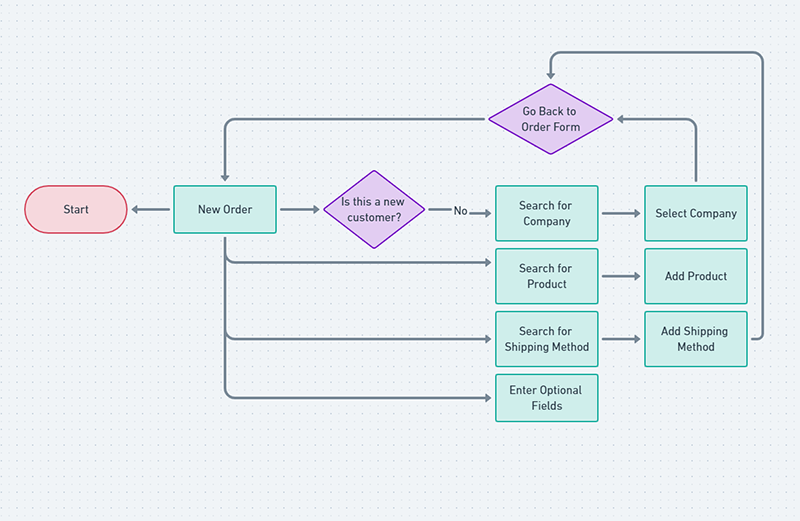 Go Back to
Order Form
Start
New Order
Is this a new
customer?
No
Search for
Company
Select Company
Search for
Product
Add Product
Search for
Shipping Method
Add Shipping
Method
Enter Optional
Fields